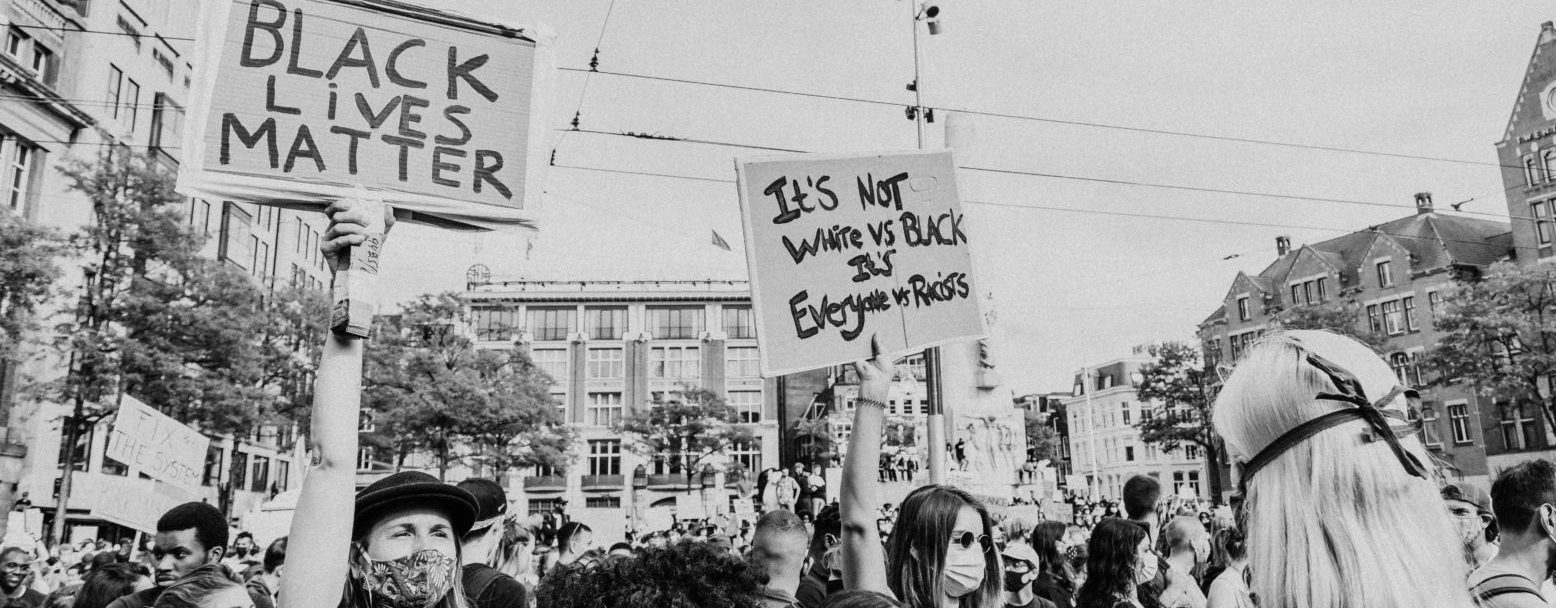 BLACK
LiVES
MATTER
It's NOT
WHiTe VS BLACK
It's
Everyone vs Racists
FIX
THE SYSTEM